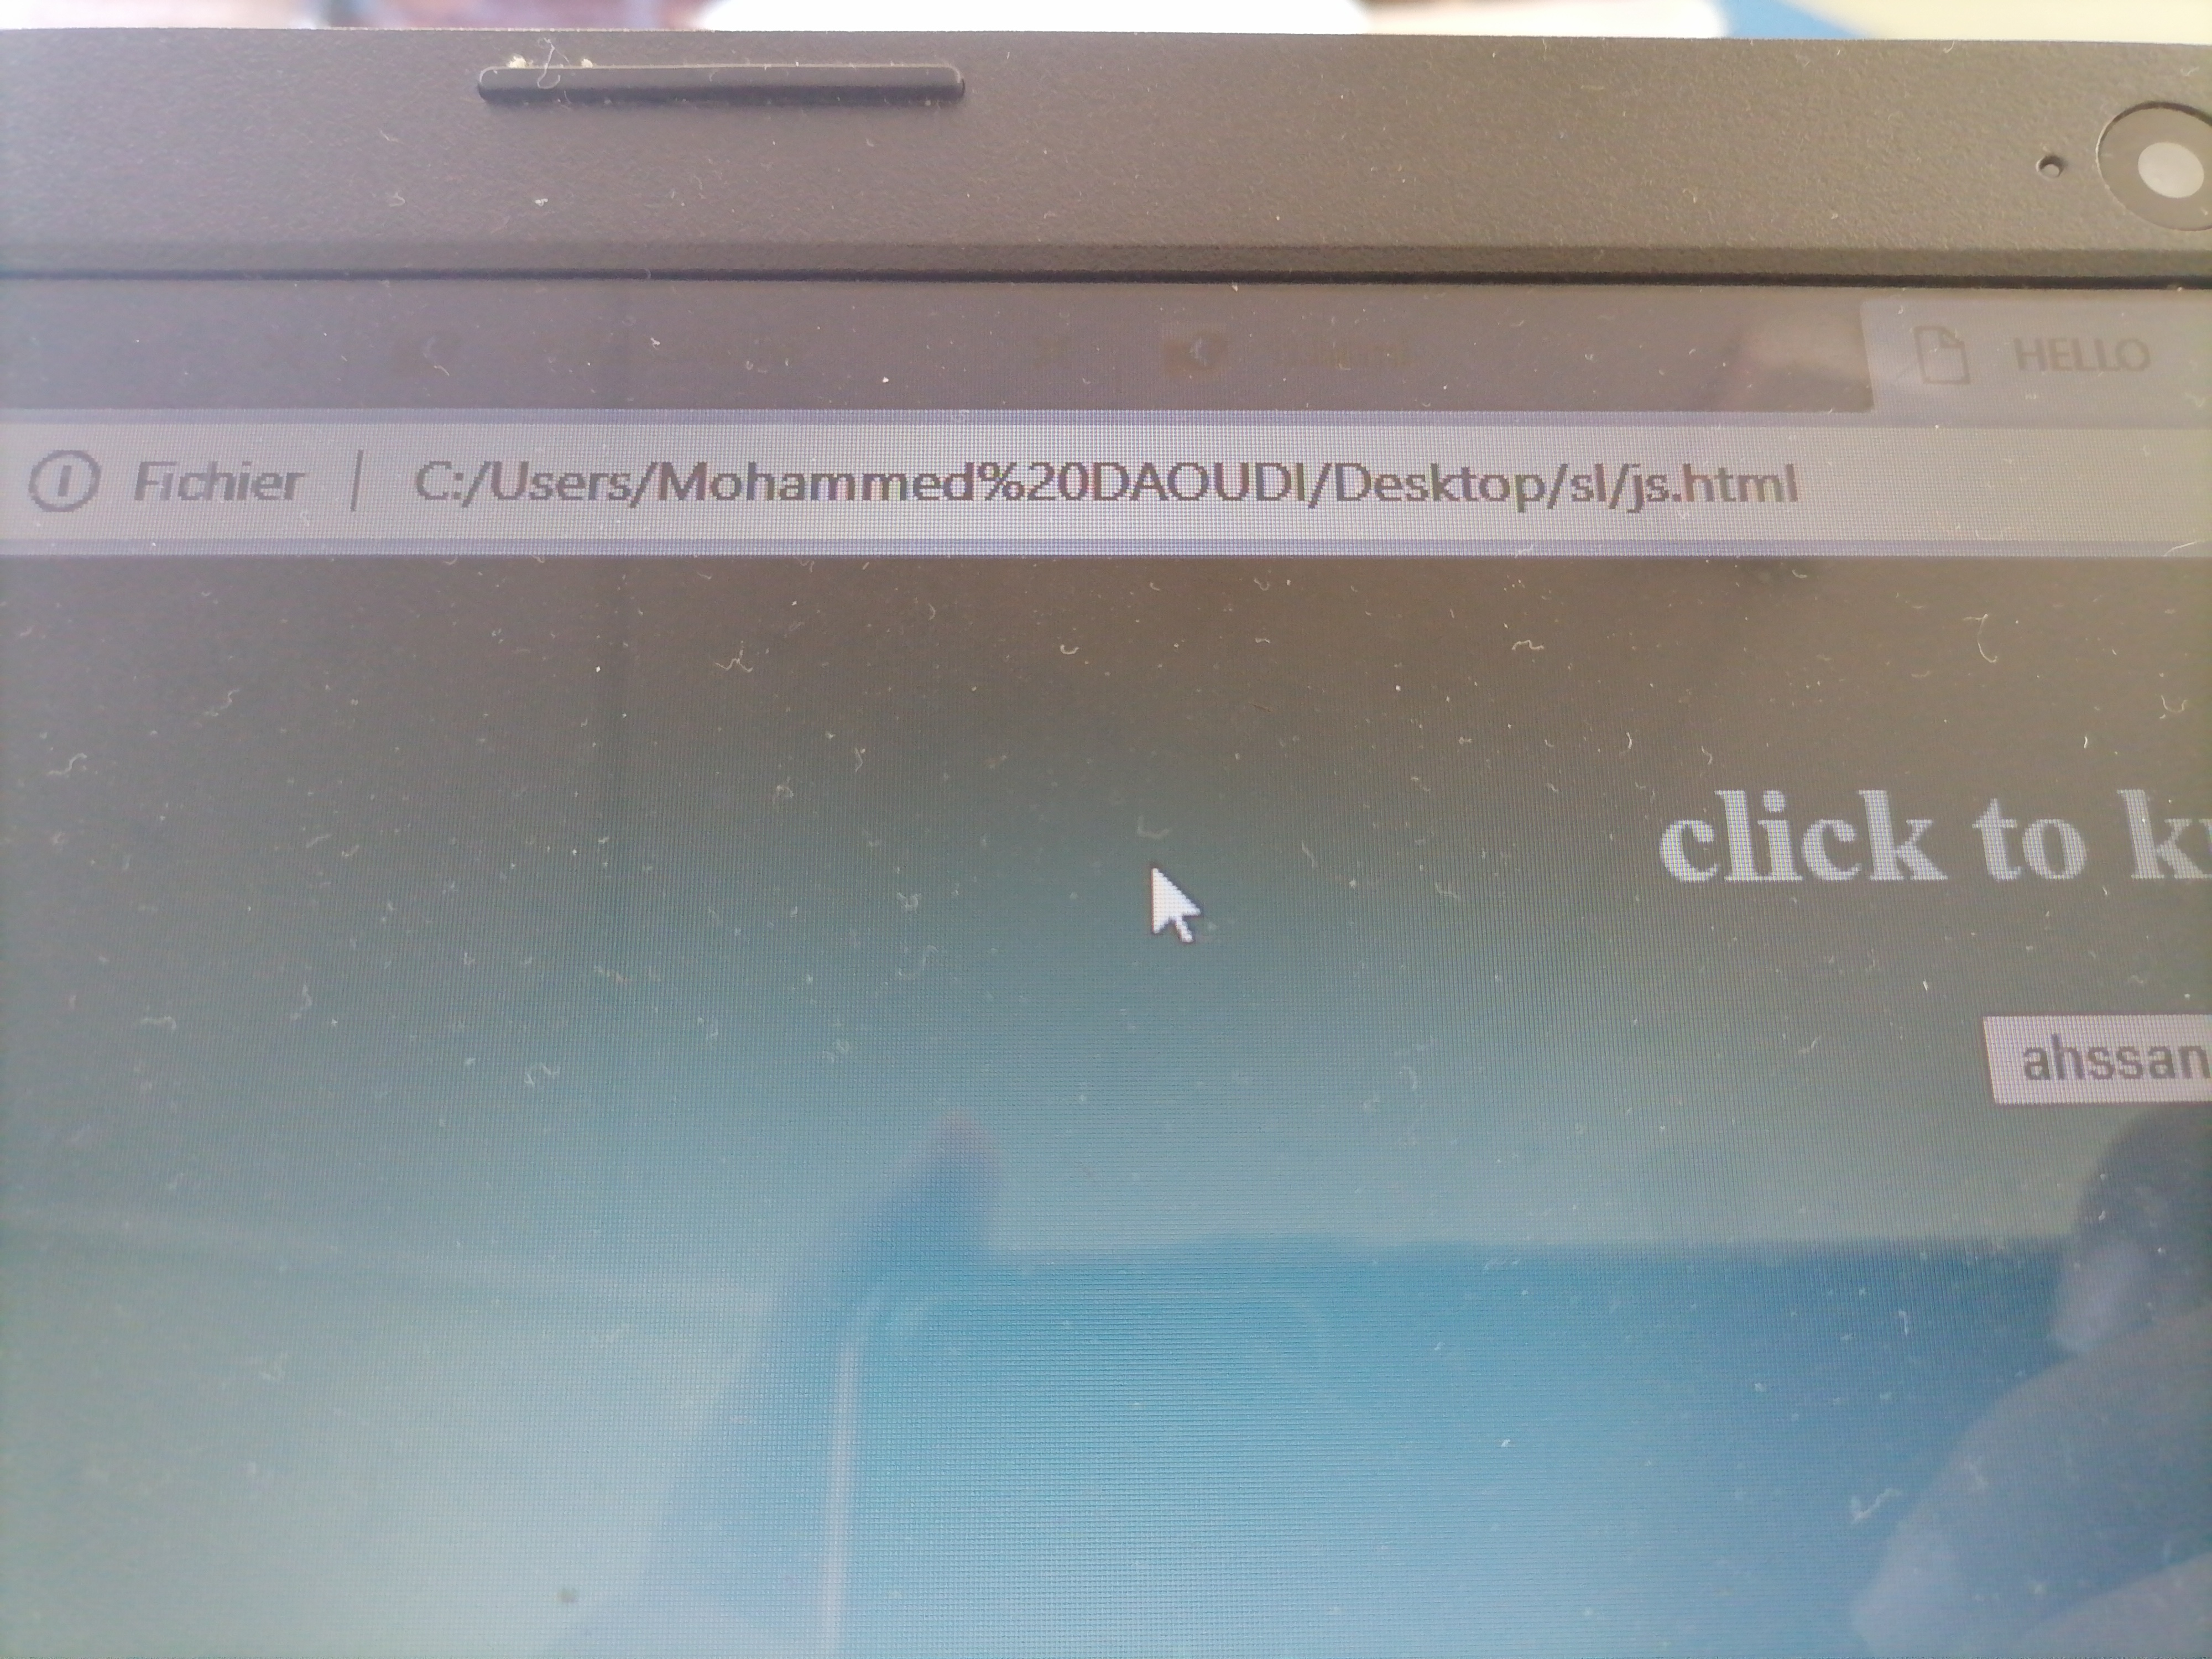 HELLO
Fichier | C:/Users/Mohammed%20DAOUDI/Desktop/sl/js.html
click to
ahssan